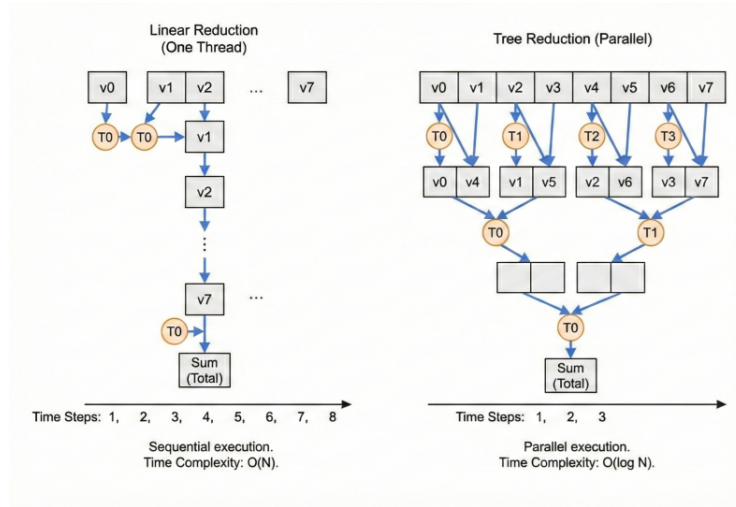 Linear Reduction
(One Thread)
v0 v1 v2 ... v7
T0 T0 v1
v2
⋮
v7 ...
T0
Sum
(Total)
Time Steps: 1, 2, 3, 4, 5, 6, 7, 8
Sequential execution.
Time Complexity: O(N).
Tree Reduction (Parallel)
v0 v1 v2 v3 v4 v5 v6 v7
T0 T1 T2 T3
v0 v4 v1 v5 v2 v6 v3 v7
T0 T1
T0
Sum
(Total)
Time Steps: 1, 2, 3
Parallel execution.
Time Complexity: O(log N).